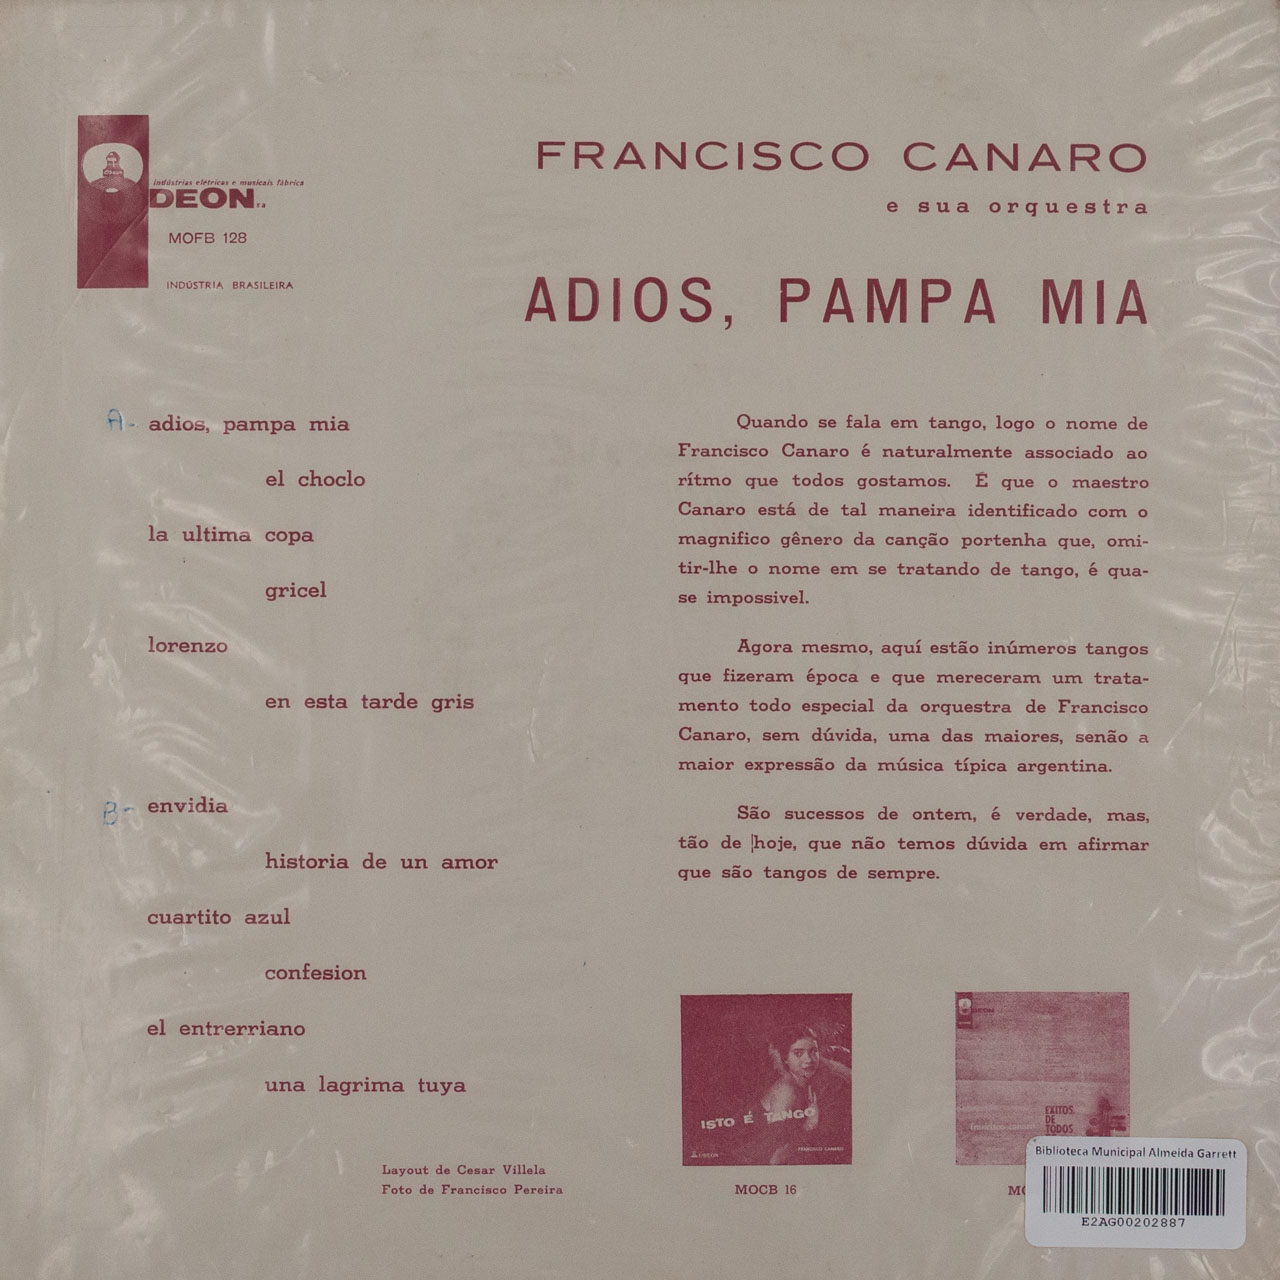 indústrias elétricas e musicais fábrica
ODEON s.a
MOFB 128
INDÚSTRIA BRASILEIRA
FRANCISCO CANARO
e sua orquestra
ADIOS, PAMPA MIA
A- adios, pampa mia
el choclo
la ultima copa
gricel
lorenzo
en esta tarde gris
B- envidia
historia de un amor
cuartito azul
confesion
el entrerriano
una lagrima tuya
Layout de Cesar Villela
Foto de Francisco Pereira
Quando se fala em tango, logo o nome de
Francisco Canaro é naturalmente associado ao
rítmo que todos gostamos. É que o maestro
Canaro está de tal maneira identificado com o
magnifico gênero da canção portenha que, omi-
tir-lhe o nome em se tratando de tango, é qua-
se impossivel.
Agora mesmo, aquí estão inúmeros tangos
que fizeram época e que mereceram um trata-
mento todo especial da orquestra de Francisco
Canaro, sem dúvida, uma das maiores, senão a
maior expressão da música típica argentina.
São sucessos de ontem, é verdade, mas,
tão de hoje, que não temos dúvida em afirmar
que são tangos de sempre.
ISTO É TANGO
ODEON
FRANCISCO CANARO
MOCB 16
ODEON
francisco canaro
EXITOS
DE
TODOS
Biblioteca Municipal Almeida Garrett
E2AG00202887